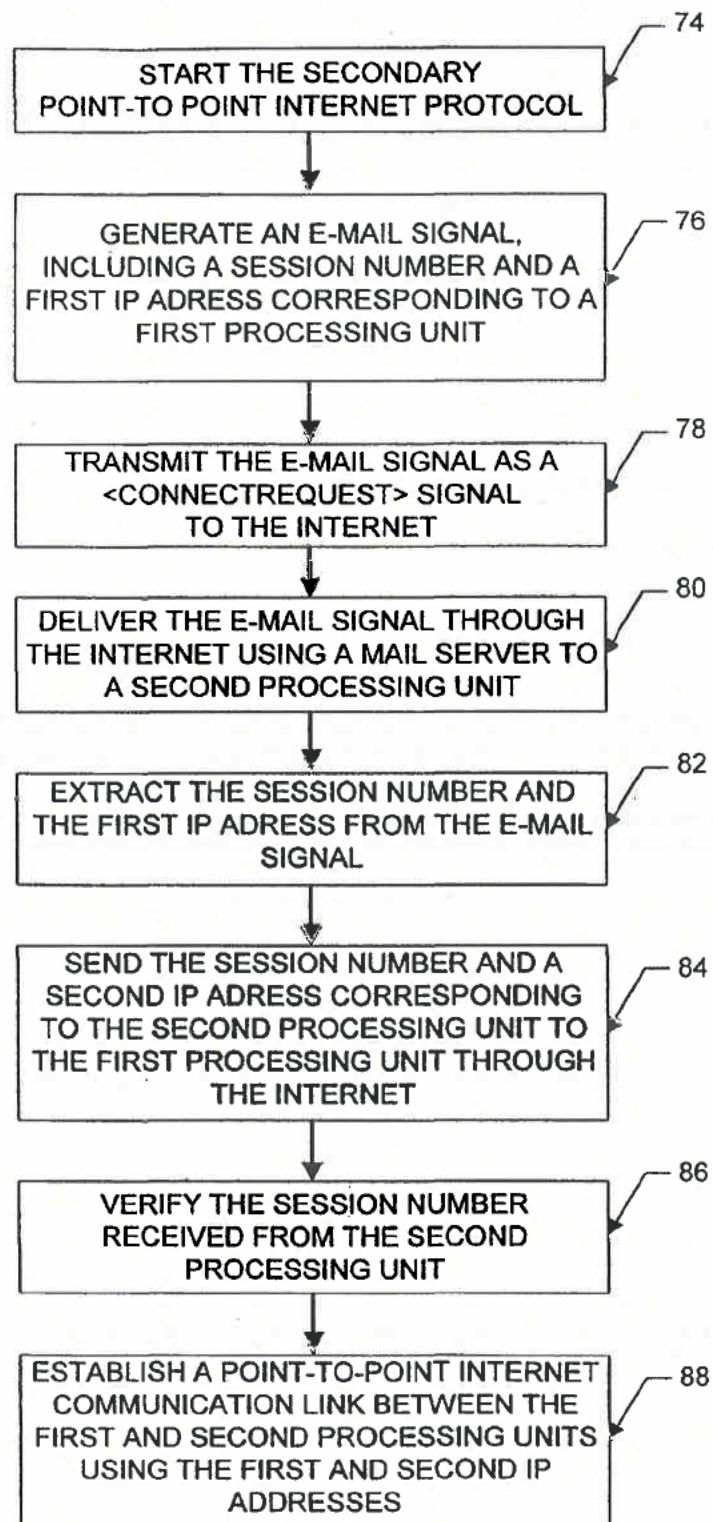 74
START THE SECONDARY
POINT-TO POINT INTERNET PROTOCOL
76
GENERATE AN E-MAIL SIGNAL,
INCLUDING A SESSION NUMBER AND A
FIRST IP ADRESS CORRESPONDING TO A
FIRST PROCESSING UNIT
78
TRANSMIT THE E-MAIL SIGNAL AS A
<CONNECTREQUEST> SIGNAL
TO THE INTERNET
80
DELIVER THE E-MAIL SIGNAL THROUGH
THE INTERNET USING A MAIL SERVER TO
A SECOND PROCESSING UNIT
82
EXTRACT THE SESSION NUMBER AND
THE FIRST IP ADRESS FROM THE E-MAIL
SIGNAL
84
SEND THE SESSION NUMBER AND A
SECOND IP ADRESS CORRESPONDING
TO THE SECOND PROCESSING UNIT TO
THE FIRST PROCESSING UNIT THROUGH
THE INTERNET
86
VERIFY THE SESSION NUMBER
RECEIVED FROM THE SECOND
PROCESSING UNIT
88
ESTABLISH A POINT-TO-POINT INTERNET
COMMUNICATION LINK BETWEEN THE
FIRST AND SECOND PROCESSING UNITS
USING THE FIRST AND SECOND IP
ADDRESSES